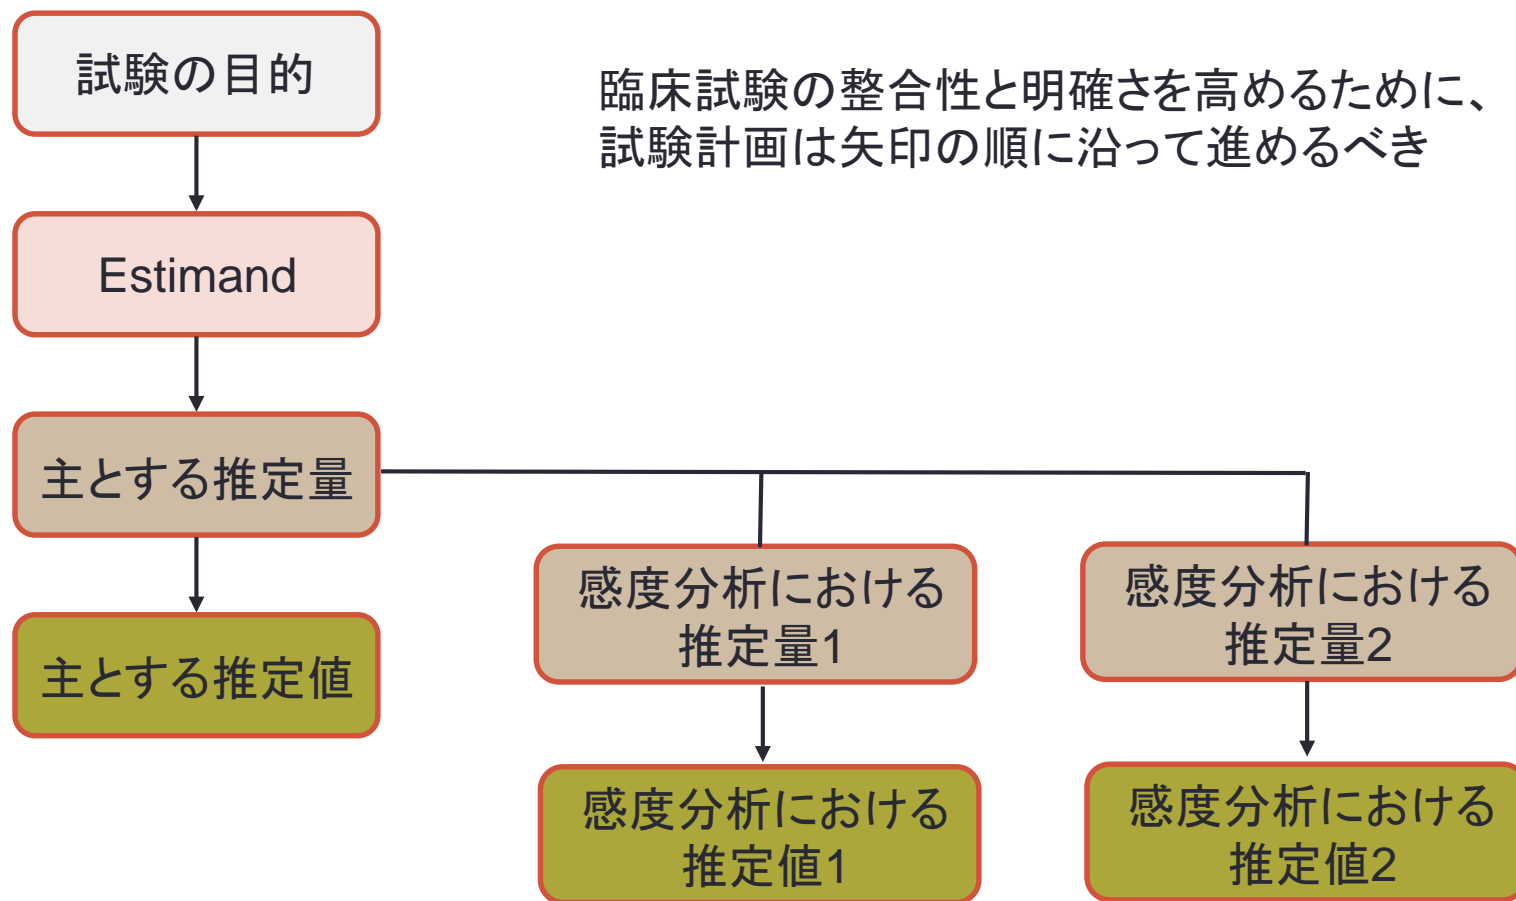 試験の目的
臨床試験の整合性と明確さを高めるために、
試験計画は矢印の順に沿って進めるべき
Estimand
主とする推定量
感度分析における
推定量1
感度分析における
推定量2
主とする推定値
感度分析における
推定値1
感度分析における
推定値2